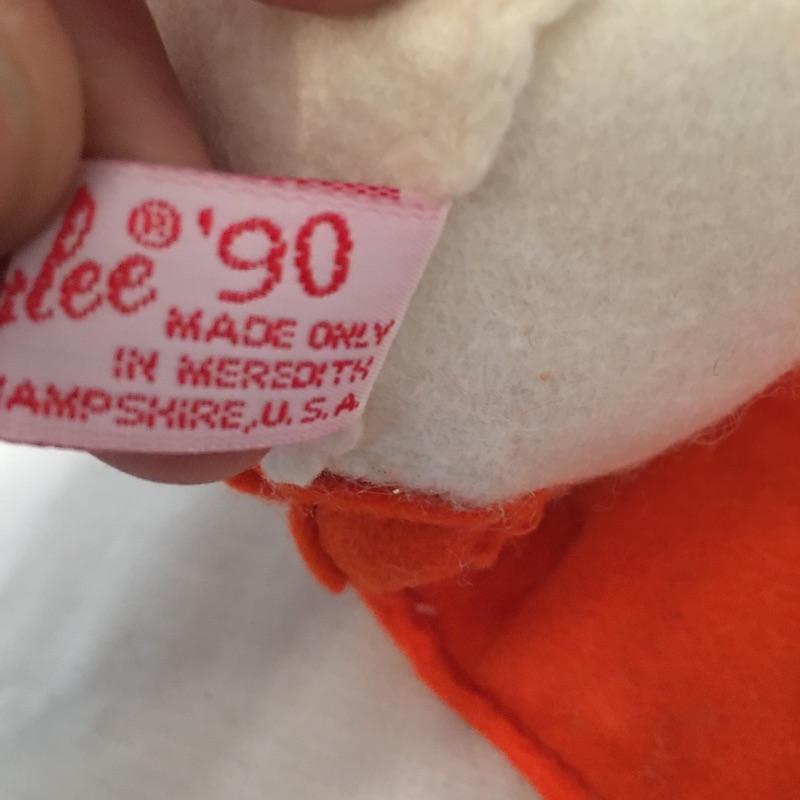 lee ® '90
MADE ONLY
IN MEREDITH
HAMPSHIRE, U.S.A.